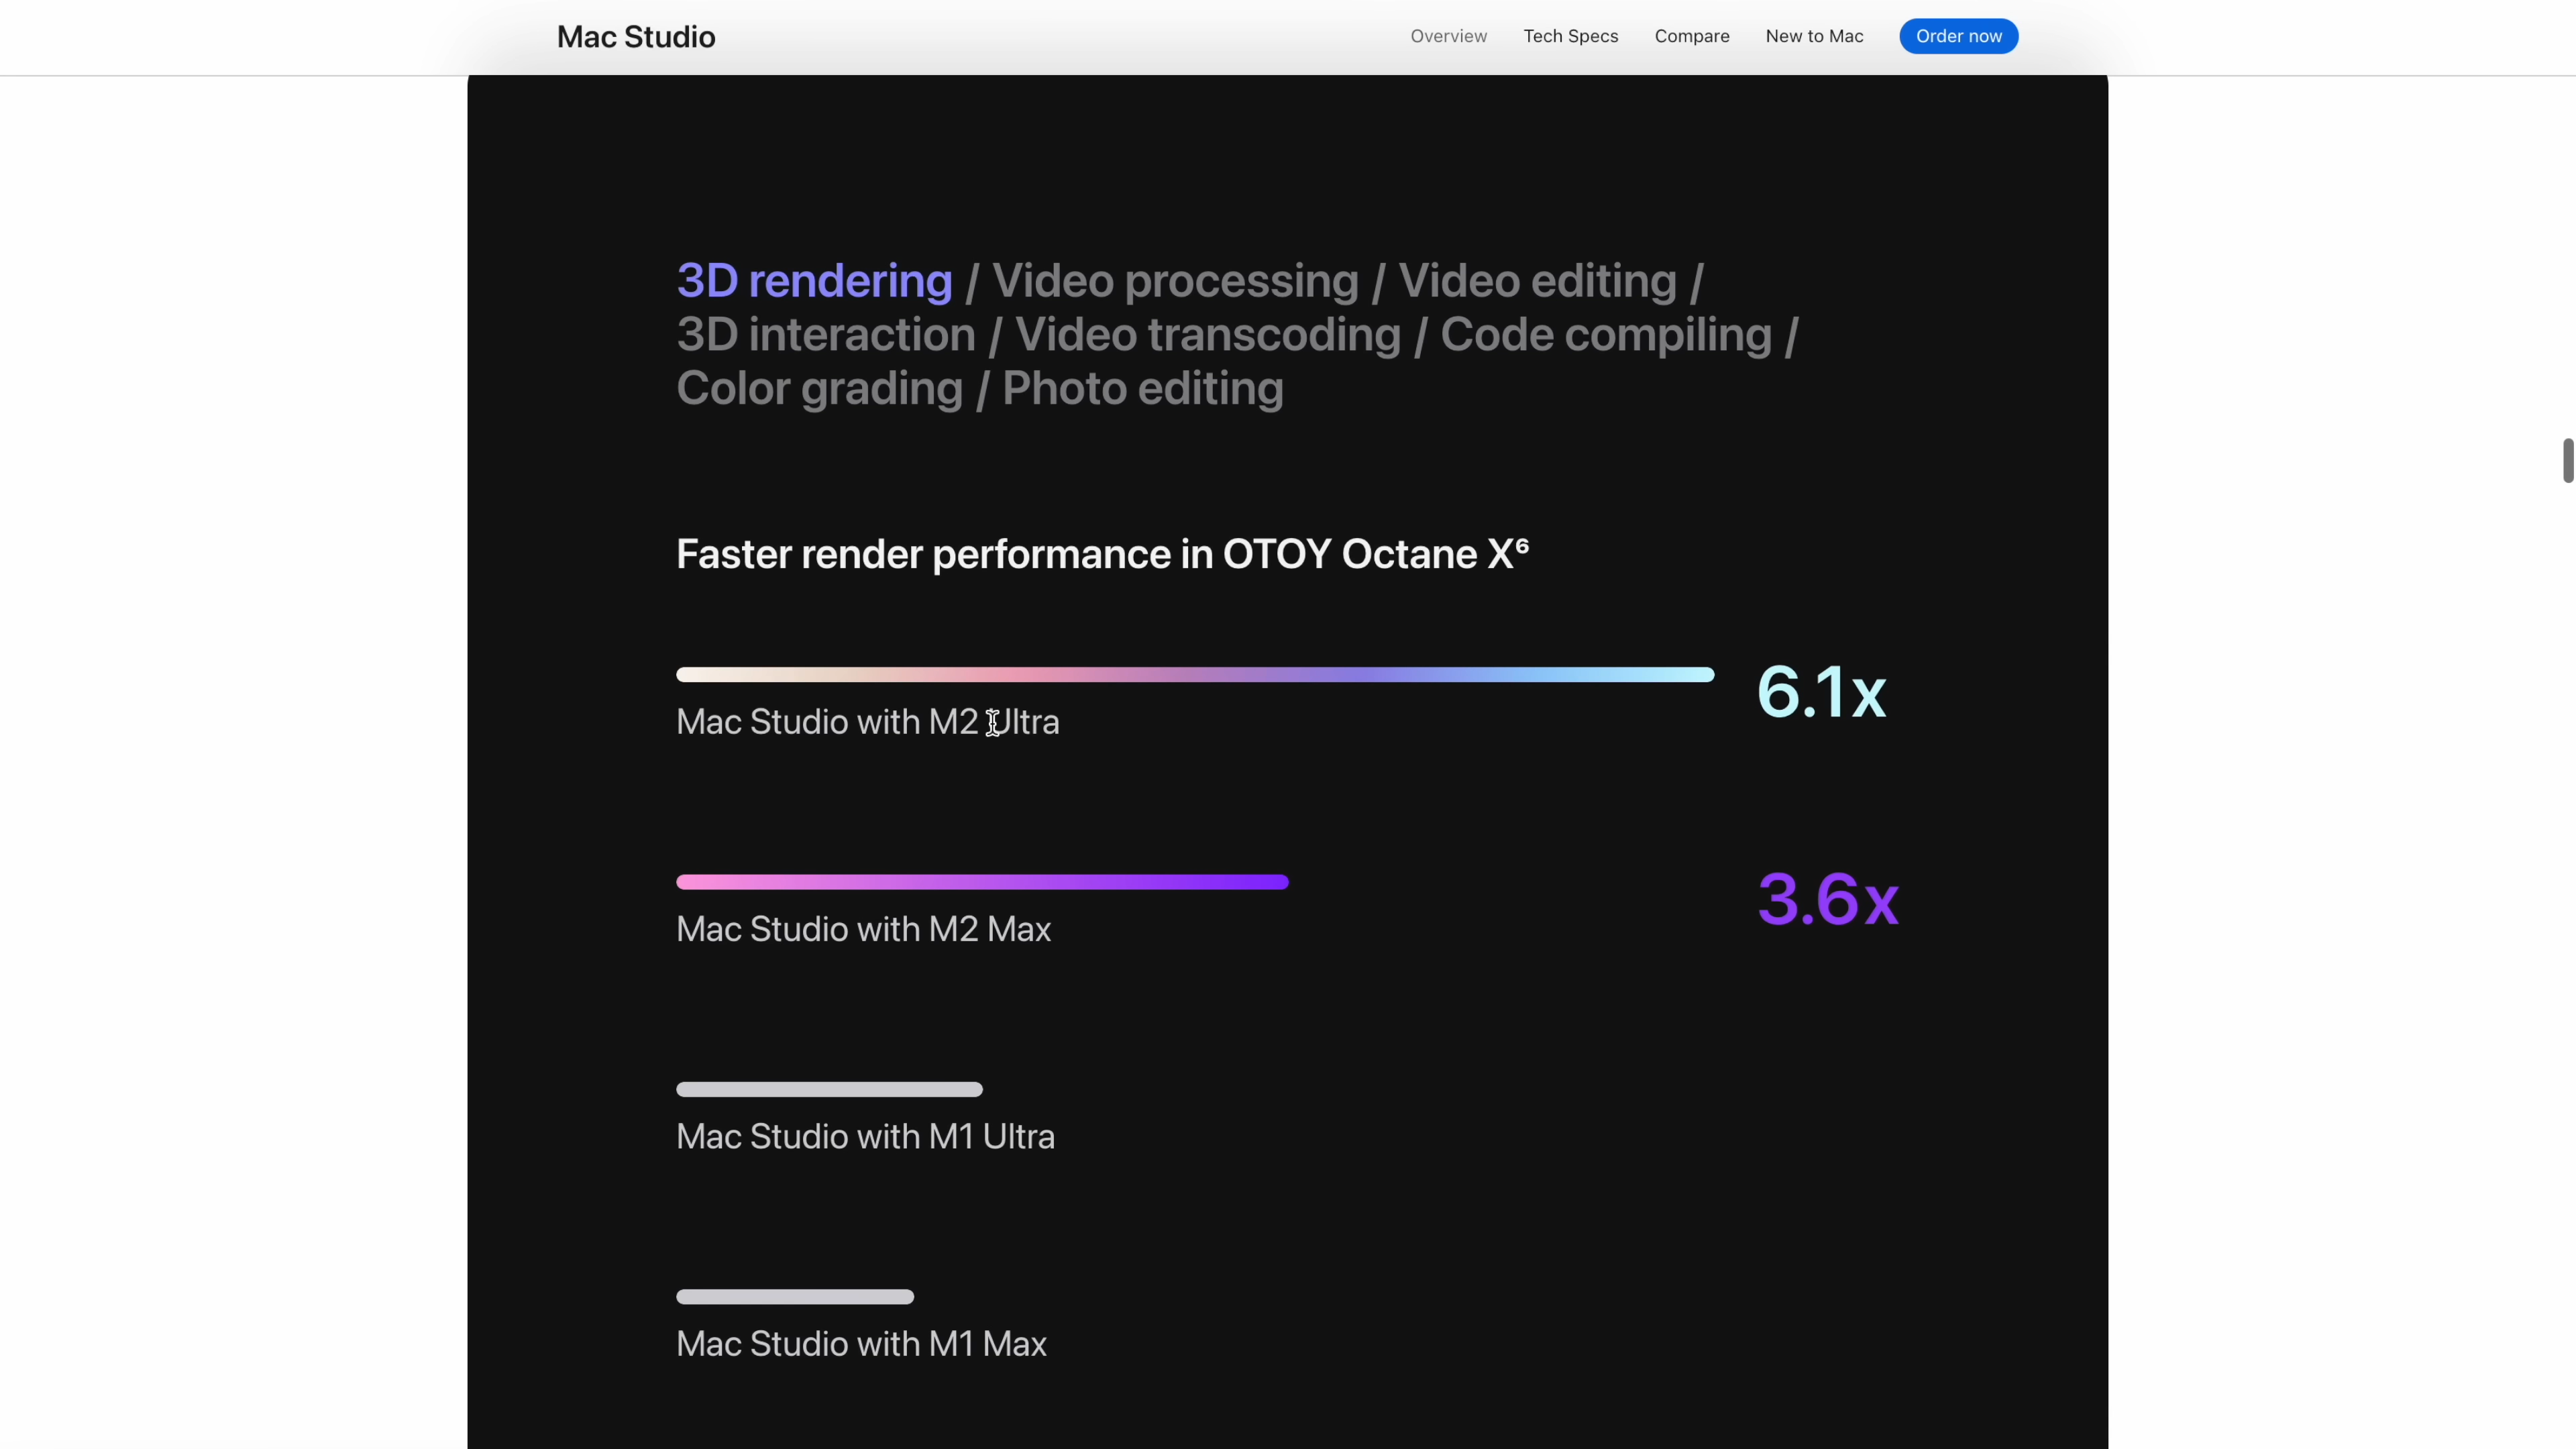 Mac Studio
Overview Tech Specs Compare New to Mac Order now
3D rendering / Video processing / Video editing /
3D interaction / Video transcoding / Code compiling /
Color grading / Photo editing
Faster render performance in OTOY Octane X⁶
6.1x
Mac Studio with M2 Ultra
3.6x
Mac Studio with M2 Max
Mac Studio with M1 Ultra
Mac Studio with M1 Max